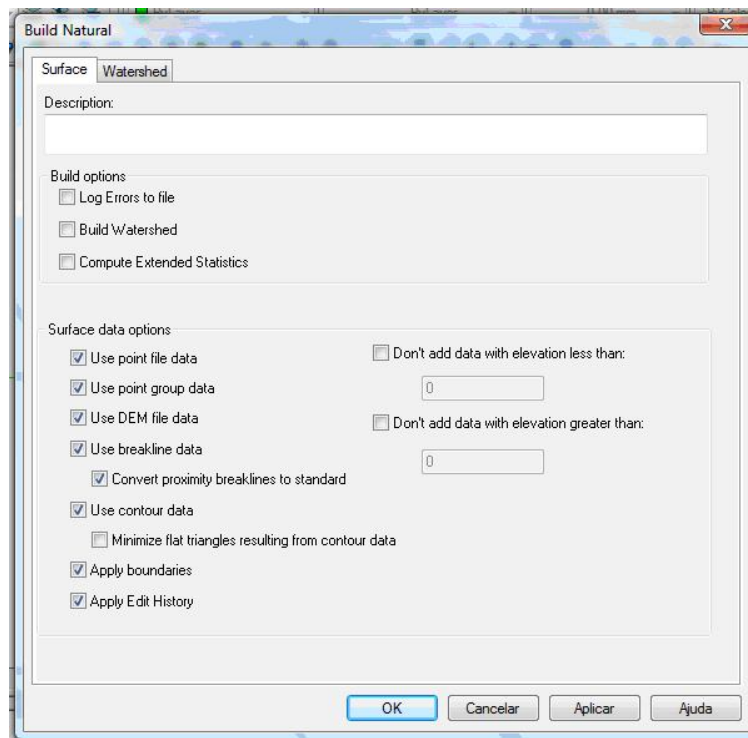 Build Natural
Surface
Watershed
Description:
Build options
Log Errors to file
Build Watershed
Compute Extended Statistics
Surface data options
Use point file data
Don't add data with elevation less than:
Use point group data
0
Use DEM file data
Don't add data with elevation greater than:
Use breakline data
0
Convert proximity breaklines to standard
Use contour data
Minimize flat triangles resulting from contour data
Apply boundaries
Apply Edit History
OK
Cancelar
Aplicar
Ajuda